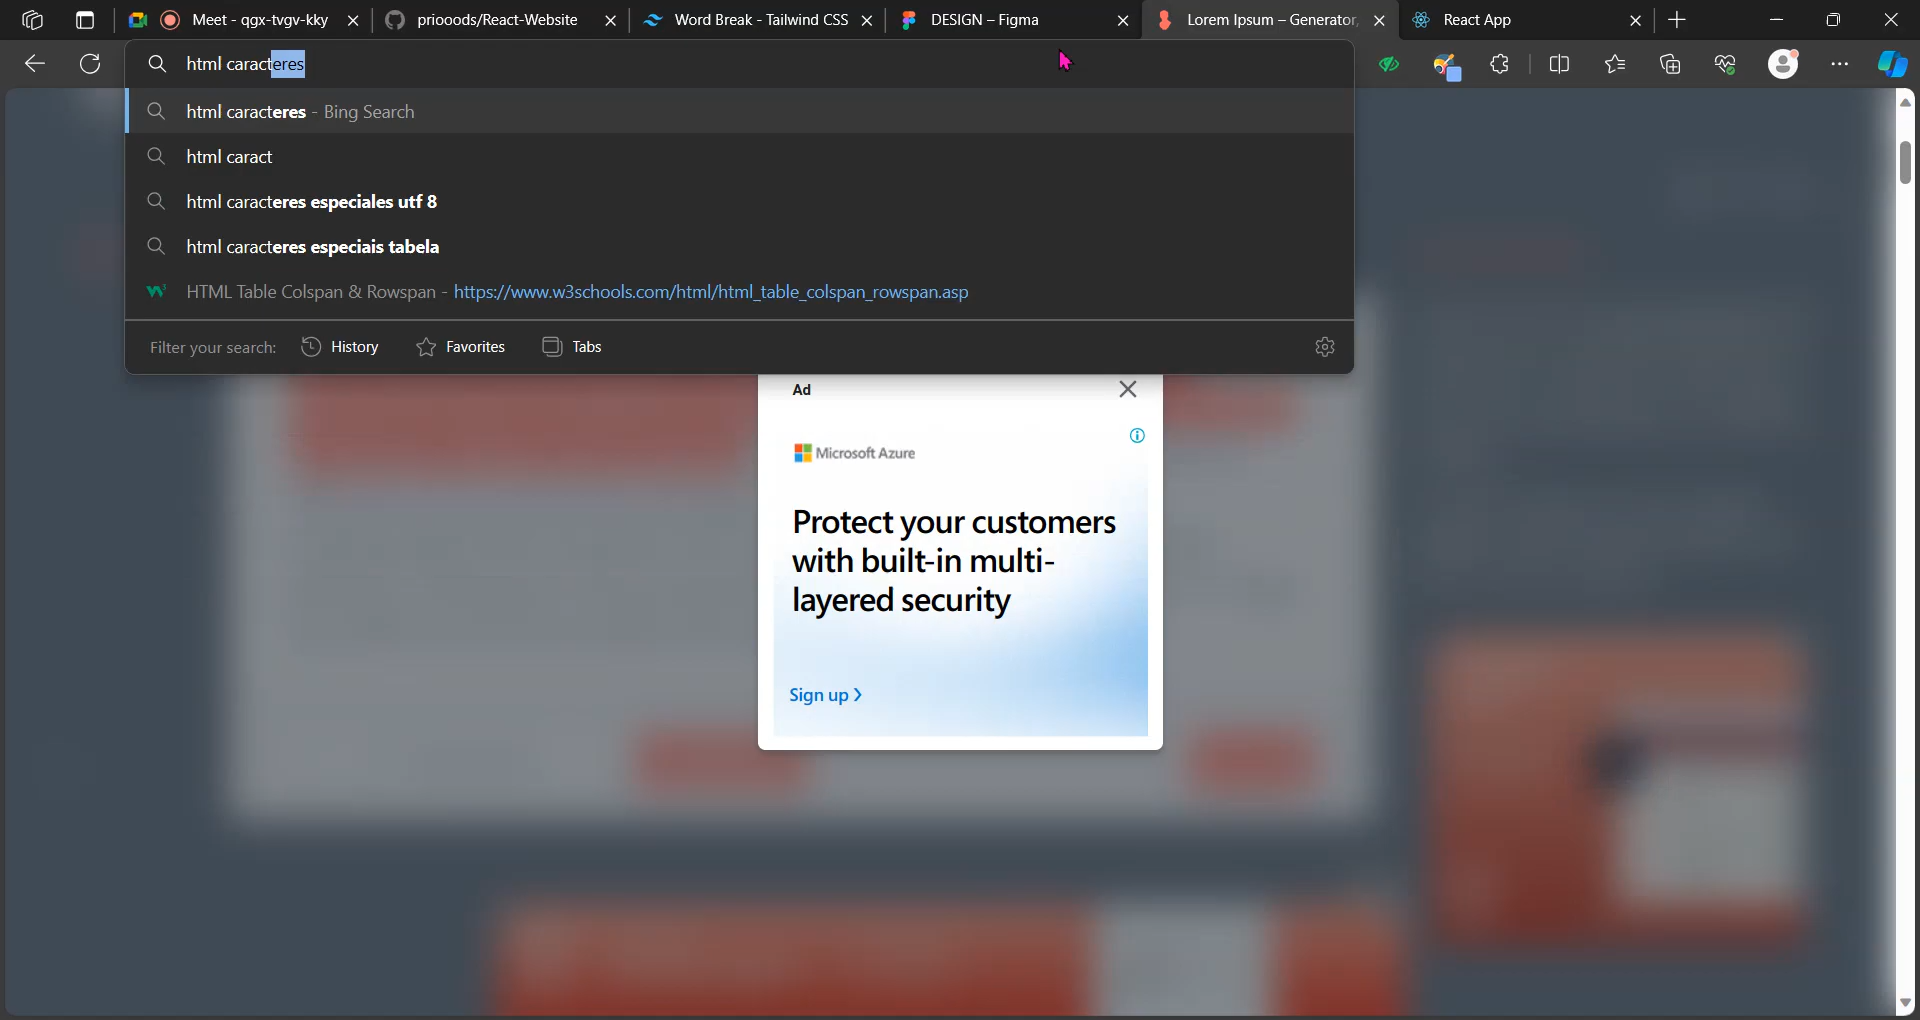 Meet - qgx-tvgv-kky
priooods/React-Website
Word Break - Tailwind CSS
DESIGN – Figma
Lorem Ipsum – Generator,
React App
html caracteres
html caracteres - Bing Search
html caract
html caracteres especiales utf 8
html caracteres especiais tabela
HTML Table Colspan & Rowspan - https://www.w3schools.com/html/html_table_colspan_rowspan.asp
Filter your search:
History
Favorites
Tabs
Ad
Microsoft Azure
Protect your customers
with built-in multi-
layered security
Sign up